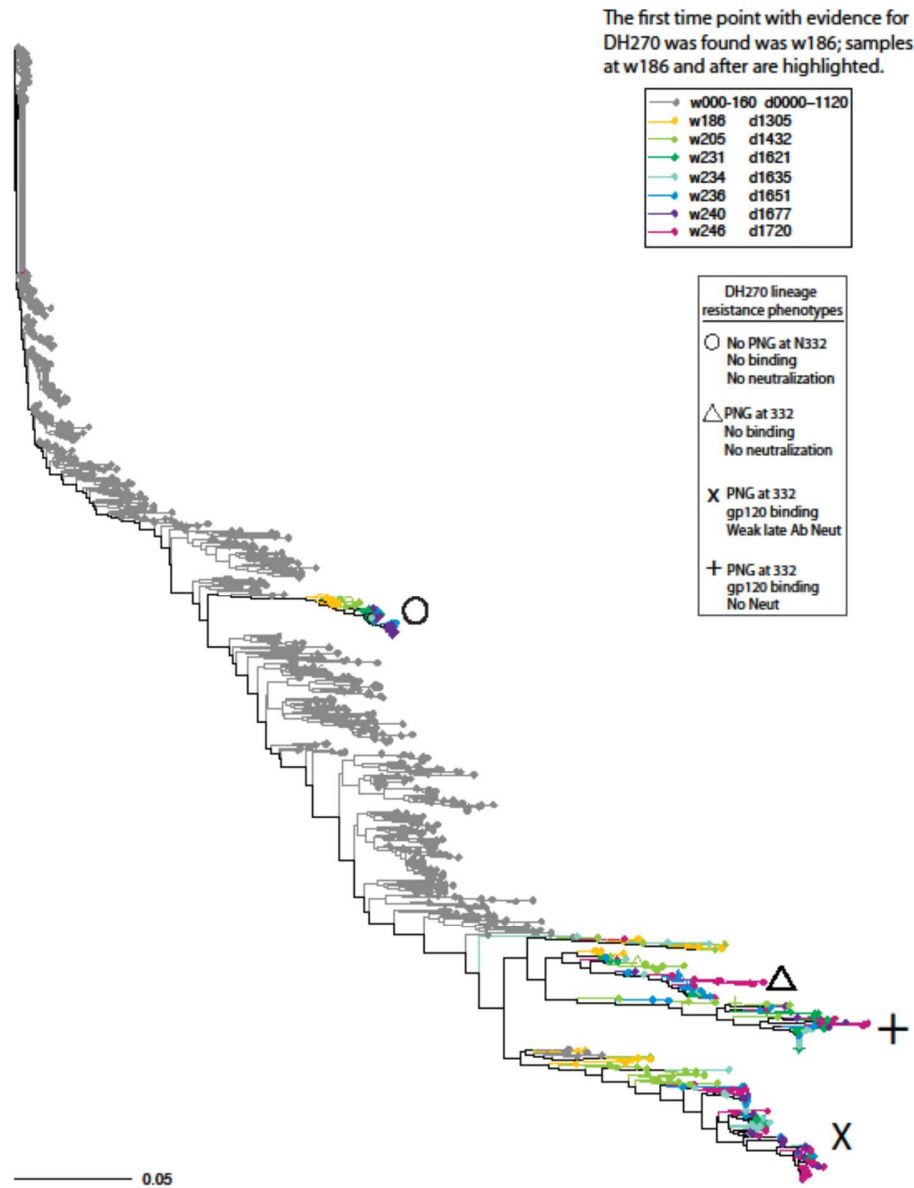 The first time point with evidence for
DH270 was found was w186; samples
at w186 and after are highlighted.
w000-160 d0000–1120
w186 d1305
w205 d1432
w231 d1621
w234 d1635
w236 d1651
w240 d1677
w246 d1720
DH270 lineage
resistance phenotypes
No PNG at N332
No binding
No neutralization
PNG at 332
No binding
No neutralization
X PNG at 332
gp120 binding
Weak late Ab Neut
+ PNG at 332
gp120 binding
No Neut
+
X
0.05